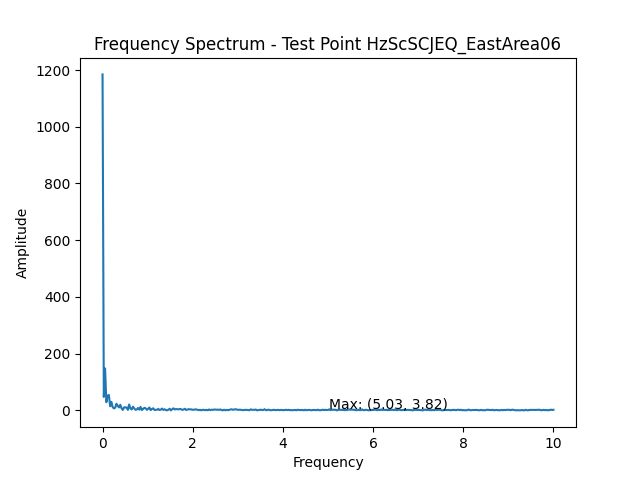 Frequency Spectrum - Test Point HzScSCJEQ_EastArea06
1200
1000
800
600
400
200
0
Amplitude
Max: (5.03, 3.82)
0 2 4 6 8 10
Frequency